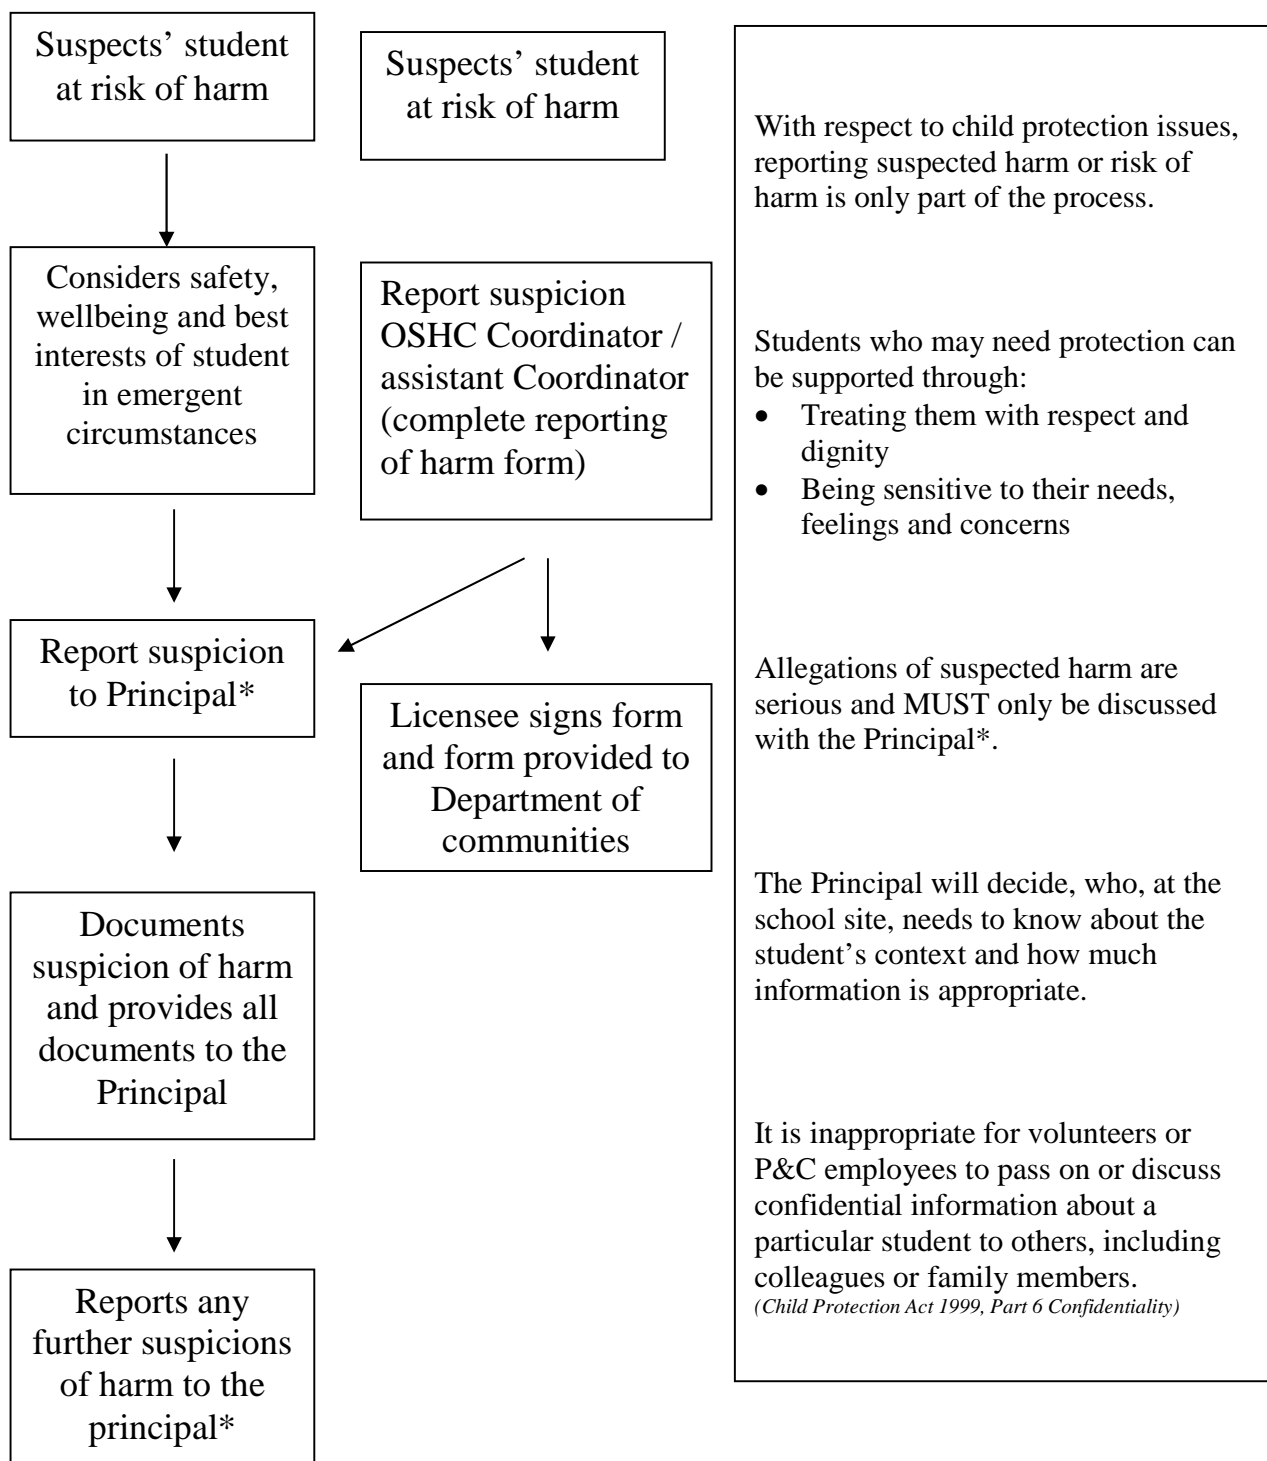 Suspects’ student
at risk of harm
Considers safety,
wellbeing and best
interests of student
in emergent
circumstances
Report suspicion
to Principal*
Documents
suspicion of harm
and provides all
documents to the
Principal
Reports any
further suspicions
of harm to the
principal*
Suspects’ student
at risk of harm
Report suspicion
OSHC Coordinator /
assistant Coordinator
(complete reporting
of harm form)
Licensee signs form
and form provided to
Department of
communities
With respect to child protection issues,
reporting suspected harm or risk of
harm is only part of the process.
Students who may need protection can
be supported through:
• Treating them with respect and
dignity
• Being sensitive to their needs,
feelings and concerns
Allegations of suspected harm are
serious and MUST only be discussed
with the Principal*.
The Principal will decide, who, at the
school site, needs to know about the
student’s context and how much
information is appropriate.
It is inappropriate for volunteers or
P&C employees to pass on or discuss
confidential information about a
particular student to others, including
colleagues or family members.
(Child Protection Act 1999, Part 6 Confidentiality)